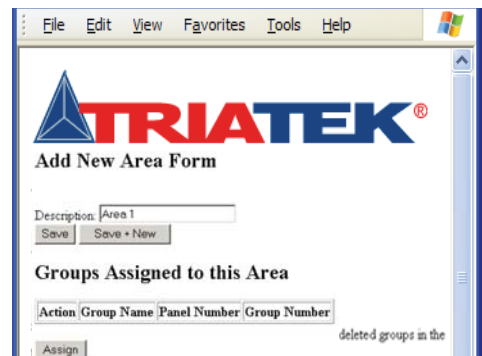 File Edit View Favorites Tools Help
TRIATEK®
Add New Area Form
Description: Area 1
Save Save + New
Groups Assigned to this Area
Action Group Name Panel Number Group Number
deleted groups in the
Assign